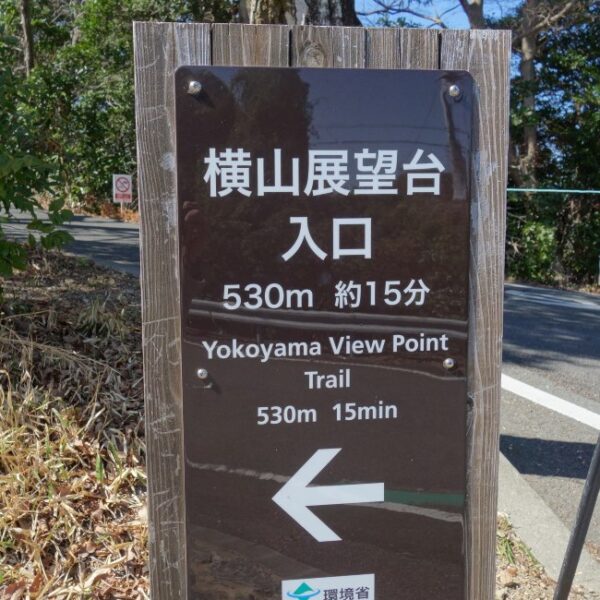 横山展望台
入口
530m 約15分
Yokoyama View Point
Trail
530m 15min
環境省